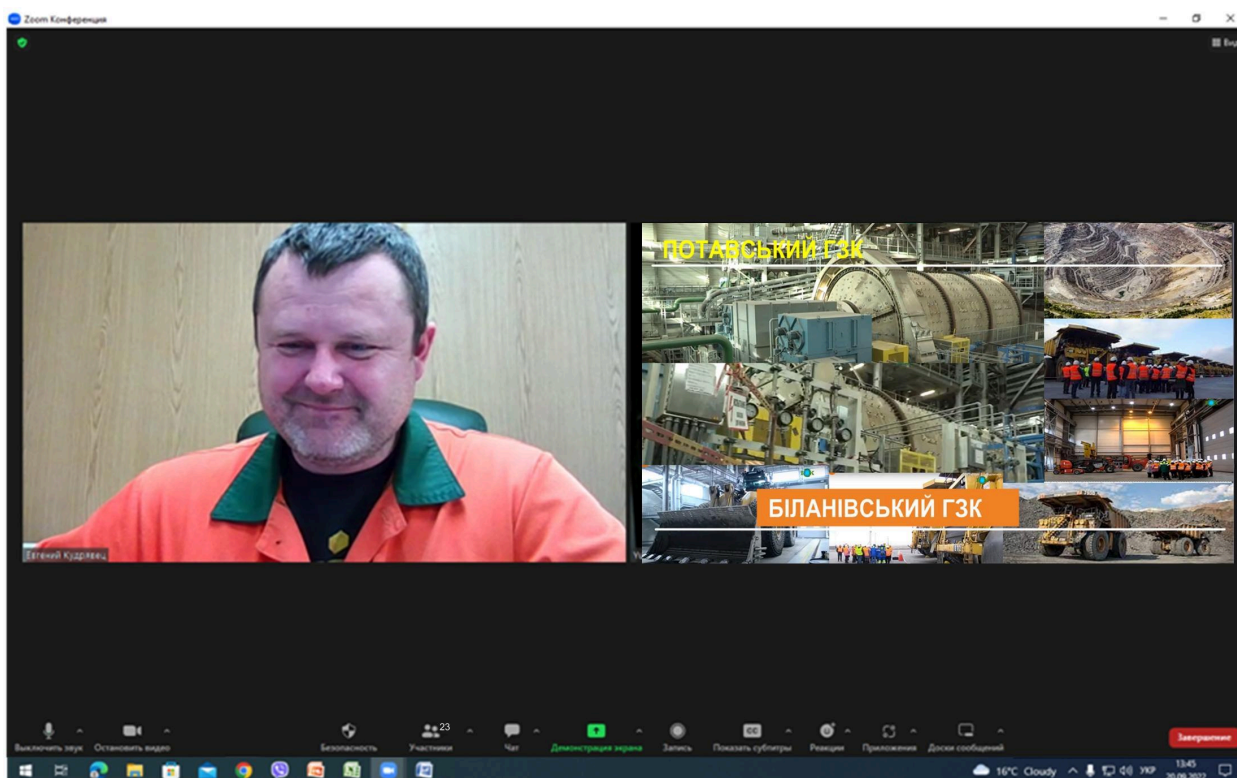 Zoom Конференция
Вид
ПОТАВСЬКИЙ ГЗК
БІЛАНІВСЬКИЙ ГЗК
Евгений Кудрявец
23
Выключить звук
Остановить видео
Безопасность
Участники
Чат
Демонстрация экрана
Запись
Показать субтитры
Реакции
Приложения
Доски сообщений
Завершение
16°C Cloudy
УКР
13:45